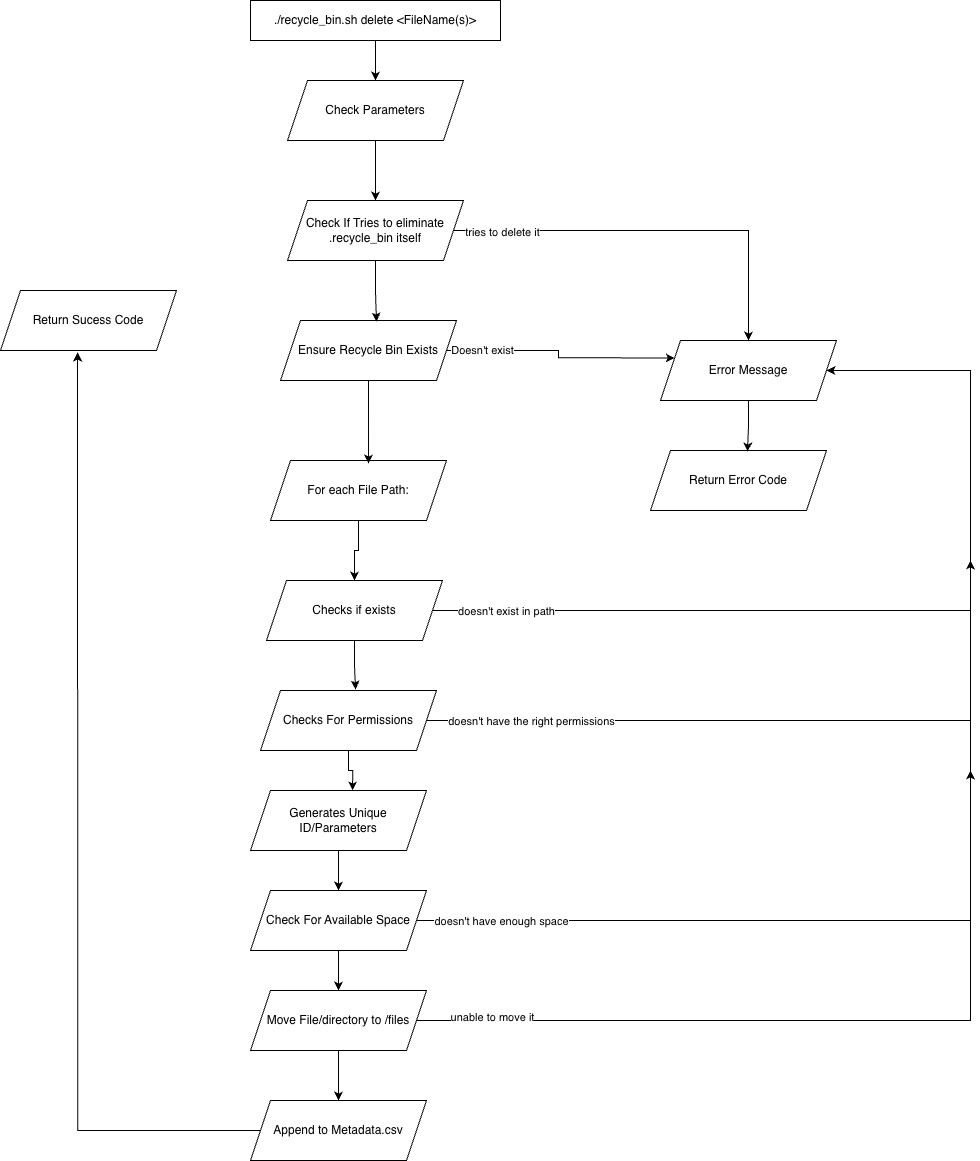 ./recycle_bin.sh delete <FileName(s)>
Check Parameters
Check If Tries to eliminate
.recycle_bin itself
tries to delete it
Return Sucess Code
Ensure Recycle Bin Exists
Doesn't exist
Error Message
For each File Path:
Return Error Code
Checks if exists
doesn't exist in path
Checks For Permissions
doesn't have the right permissions
Generates Unique
ID/Parameters
Check For Available Space
doesn't have enough space
Move File/directory to /files
unable to move it
Append to Metadata.csv